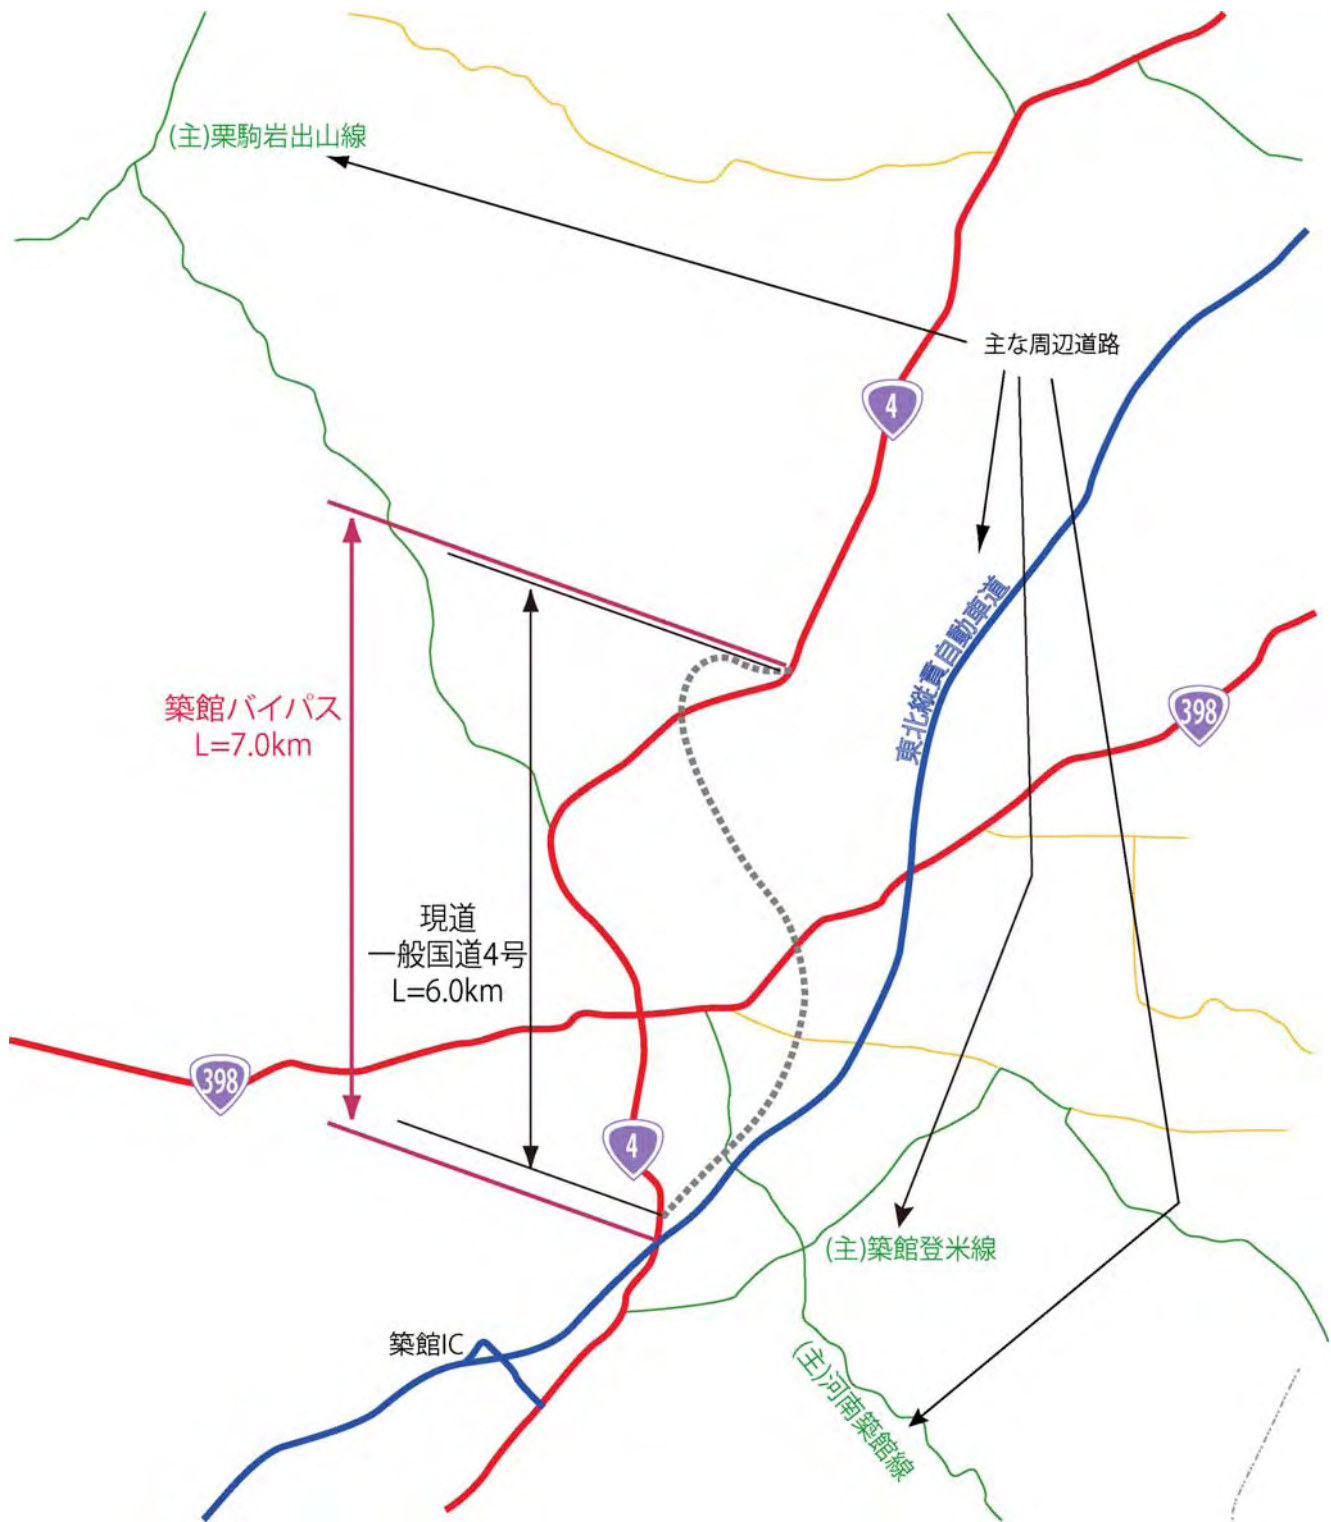 (主)栗駒岩出山線
主な周辺道路
4
東北縦貫自動車道
築館バイパス
L=7.0km
398
現道
一般国道4号
L=6.0km
398
4
(主)築館登米線
築館IC
(主)河南築館線